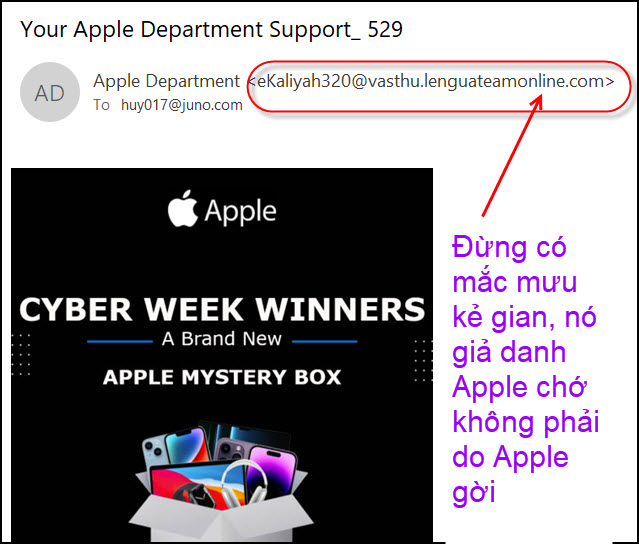 Your Apple Department Support_ 529
AD
Apple Department <eKaliyah320@vasthu.lenguateamonline.com>
To huy017@juno.com
Apple
CYBER WEEK WINNERS
A Brand New
APPLE MYSTERY BOX
Đừng có
mắc mưu
kẻ gian, nó
giả danh
Apple chớ
không phải
do Apple
gời